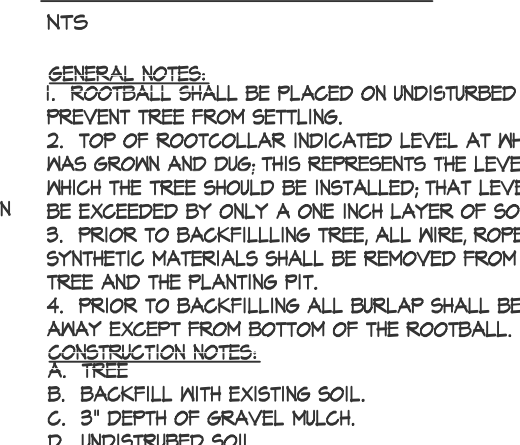 NTS
GENERAL NOTES:
1. ROOTBALL SHALL BE PLACED ON UNDISTURBED
PREVENT TREE FROM SETTLING.
2. TOP OF ROOTCOLLAR INDICATED LEVEL AT WH
WAS GROWN AND DUG; THIS REPRESENTS THE LEVE
WHICH THE TREE SHOULD BE INSTALLED; THAT LEVE
N
BE EXCEEDED BY ONLY A ONE INCH LAYER OF SO
3. PRIOR TO BACKFILLLING TREE, ALL WIRE, ROPE
SYNTHETIC MATERIALS SHALL BE REMOVED FROM
TREE AND THE PLANTING PIT.
4. PRIOR TO BACKFILLING ALL BURLAP SHALL BE
AWAY EXCEPT FROM BOTTOM OF THE ROOTBALL.
CONSTRUCTION NOTES:
A. TREE
B. BACKFILL WITH EXISTING SOIL.
C. 3" DEPTH OF GRAVEL MULCH.
D. UNDISTRUBED SOIL